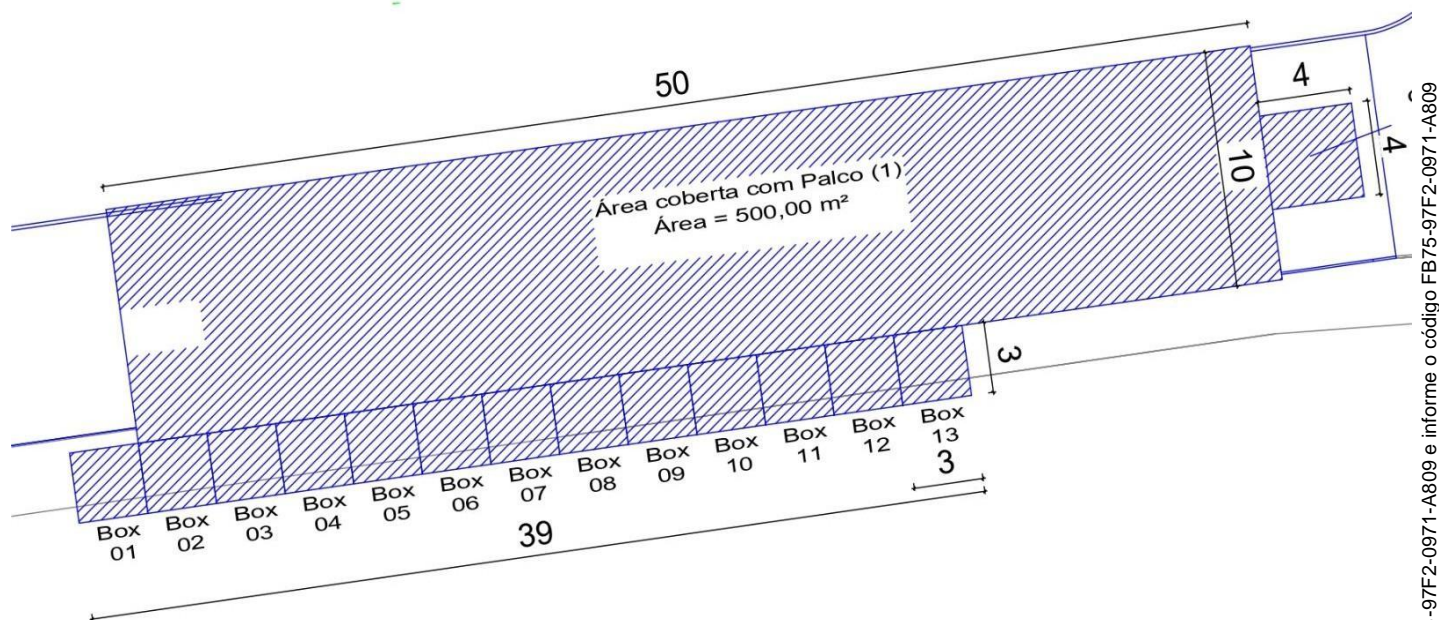 50
4
4
10
Área coberta com Palco (1)
Área = 500,00 m²
3
Box
01
Box
02
Box
03
Box
04
Box
05
Box
06
Box
07
Box
08
Box
09
Box
10
Box
11
Box
12
Box
13
3
39
-97F2-0971-A809 e informe o código FB75-97F2-0971-A809